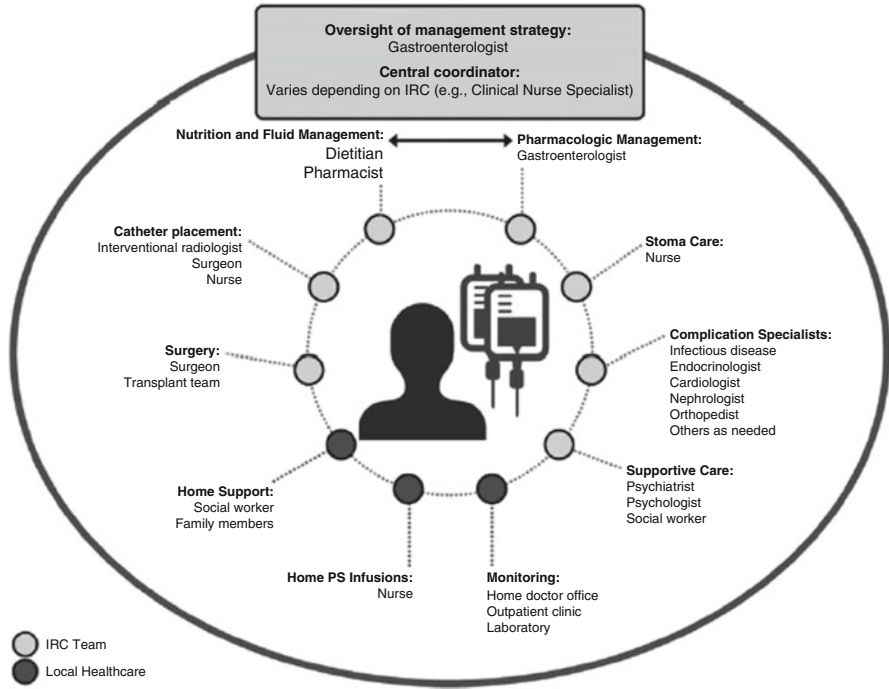 Oversight of management strategy:
Gastroenterologist
Central coordinator:
Varies depending on IRC (e.g., Clinical Nurse Specialist)
Nutrition and Fluid Management:
Dietitian
Pharmacist
Pharmacologic Management:
Gastroenterologist
Catheter placement:
Interventional radiologist
Surgeon
Nurse
Stoma Care:
Nurse
Surgery:
Surgeon
Transplant team
Complication Specialists:
Infectious disease
Endocrinologist
Cardiologist
Nephrologist
Orthopedist
Others as needed
Home Support:
Social worker
Family members
Supportive Care:
Psychiatrist
Psychologist
Social worker
Home PS Infusions:
Nurse
Monitoring:
Home doctor office
Outpatient clinic
Laboratory
IRC Team
Local Healthcare